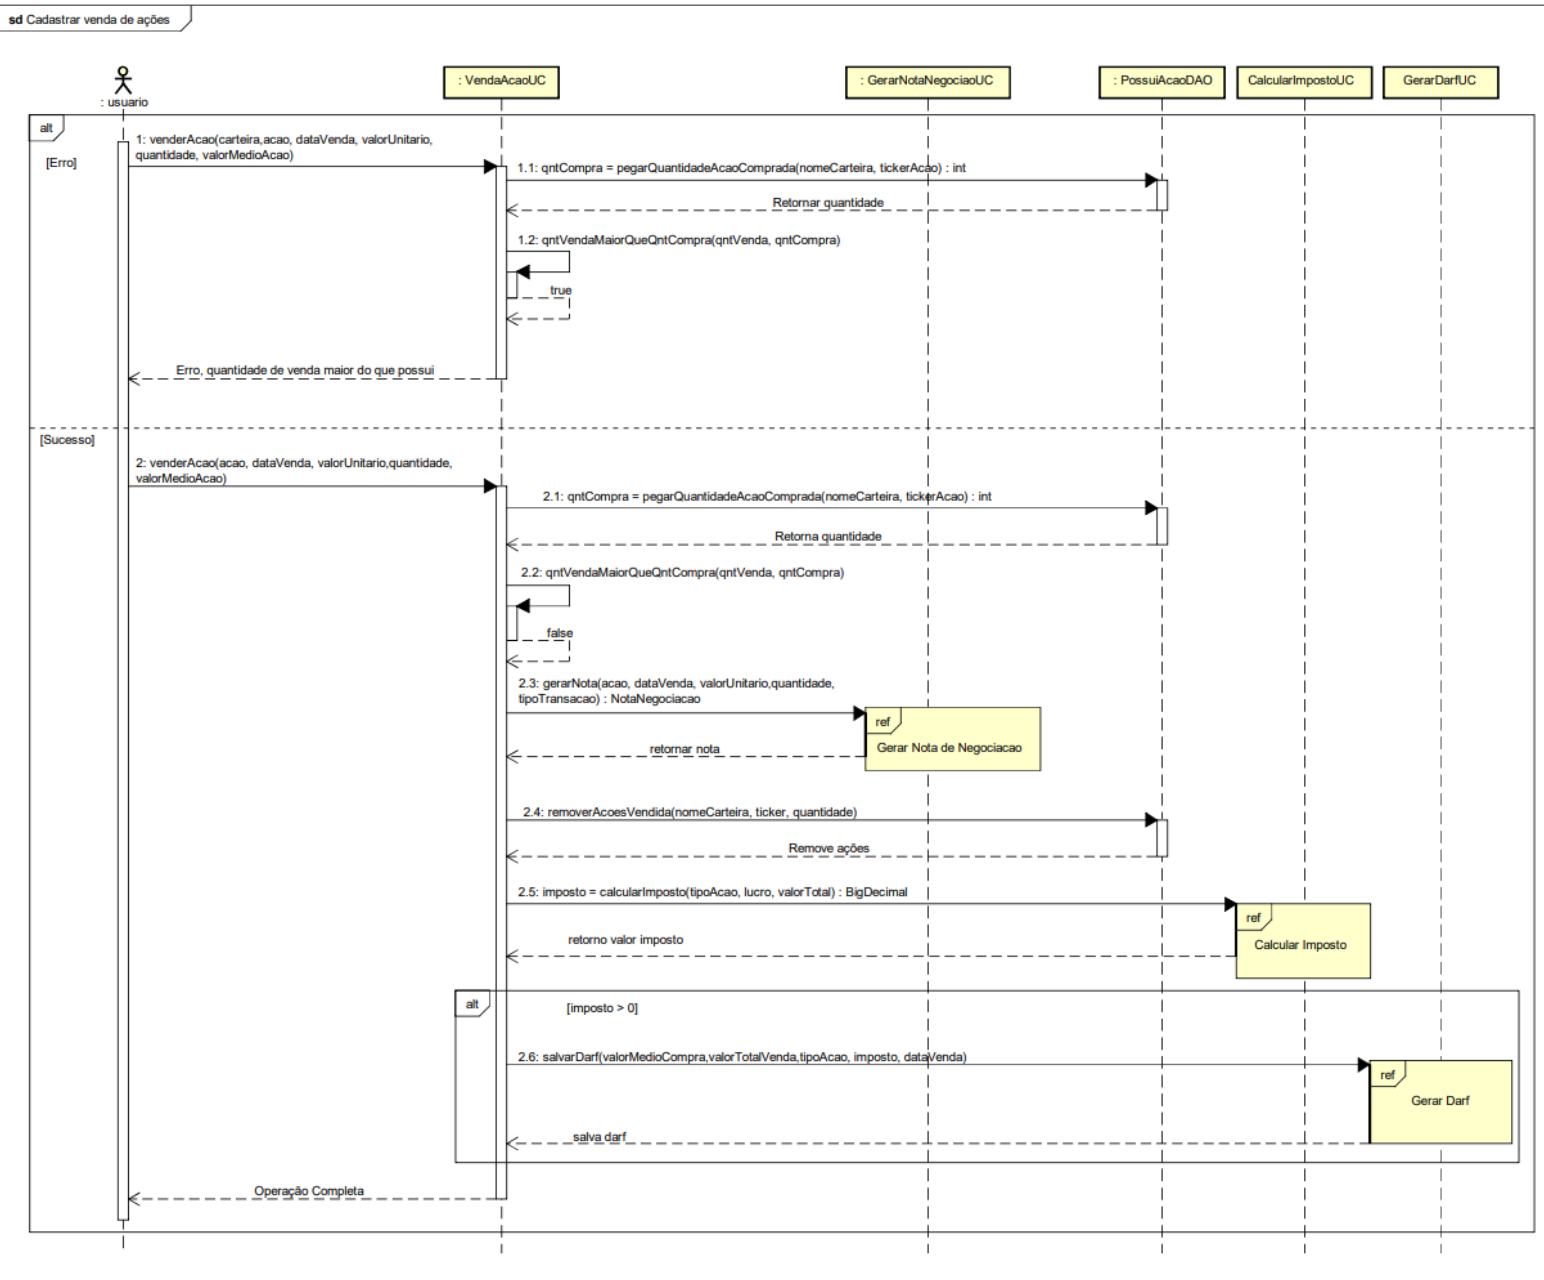 sd Cadastrar venda de ações
: usuario
: VendaAcaoUC
: GerarNotaNegociaoUC
: PossuiAcaoDAO
CalcularImpostoUC
GerarDarfUC
alt
[Erro]
1: venderAcao(carteira,acao, dataVenda, valorUnitario,
quantidade, valorMedioAcao)
1.1: qntCompra = pegarQuantidadeAcaoComprada(nomeCarteira, tickerAcao) : int
Retornar quantidade
1.2: qntVendaMaiorQueQntCompra(qntVenda, qntCompra)
true
Erro, quantidade de venda maior do que possui
[Sucesso]
2: venderAcao(acao, dataVenda, valorUnitario,quantidade,
valorMedioAcao)
2.1: qntCompra = pegarQuantidadeAcaoComprada(nomeCarteira, tickerAcao) : int
Retorna quantidade
2.2: qntVendaMaiorQueQntCompra(qntVenda, qntCompra)
false
2.3: gerarNota(acao, dataVenda, valorUnitario,quantidade,
tipoTransacao) : NotaNegociacao
ref
Gerar Nota de Negociacao
retornar nota
2.4: removerAcoesVendida(nomeCarteira, ticker, quantidade)
Remove ações
2.5: imposto = calcularImposto(tipoAcao, lucro, valorTotal) : BigDecimal
ref
Calcular Imposto
retorno valor imposto
alt
[imposto > 0]
2.6: salvarDarf(valorMedioCompra,valorTotalVenda,tipoAcao, imposto, dataVenda)
ref
Gerar Darf
salva darf
Operação Completa